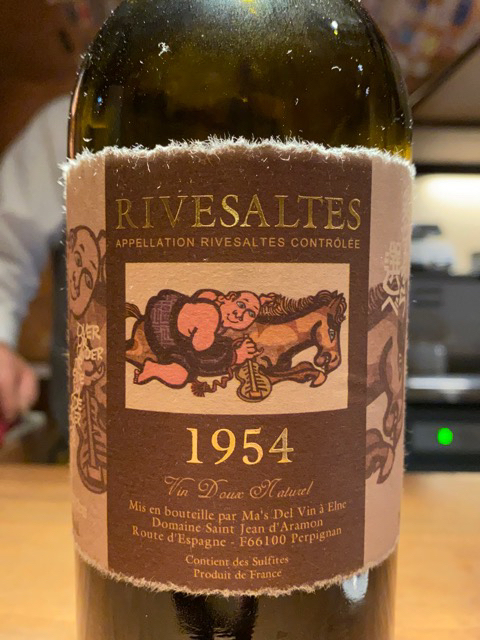 RIVESALTES
APPELLATION RIVESALTES CONTRÔLÉE
1954
Vin Doux Naturel
Mis en bouteille par Ma's Del Vin à Elne
Domaine Saint Jean d'Aramon
Route d'Espagne - F66100 Perpignan
Contient des Sulfites
Produit de France